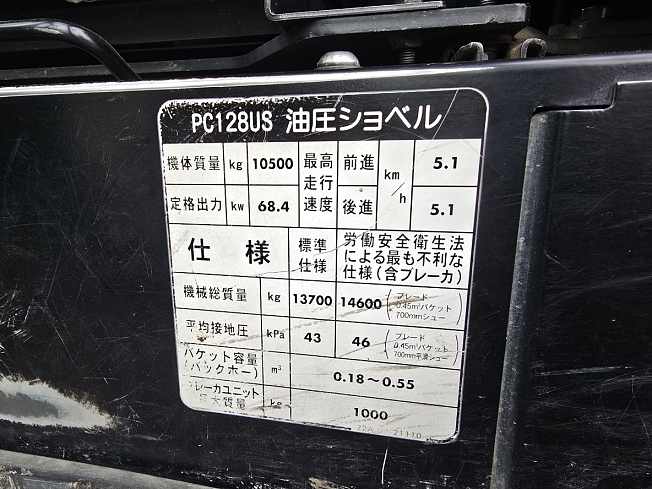 PC128US 油圧ショベル
機体質量 kg 10500 最高走行速度 前進 km/h 5.1
定格出力 kw 68.4 後進 5.1
仕様 標準仕様 労働安全衛生法による最も不利な仕様(含ブレーカ)
機械総質量 kg 13700 14600 (ブレード 0.45m³バケット 700mmシュー)
平均接地圧 kPa 43 46 (ブレード 0.45m³バケット 700mm平滑シュー)
バケット容量(バックホー) m³ 0.18〜0.55
ブレーカユニット最大質量 kg 1000